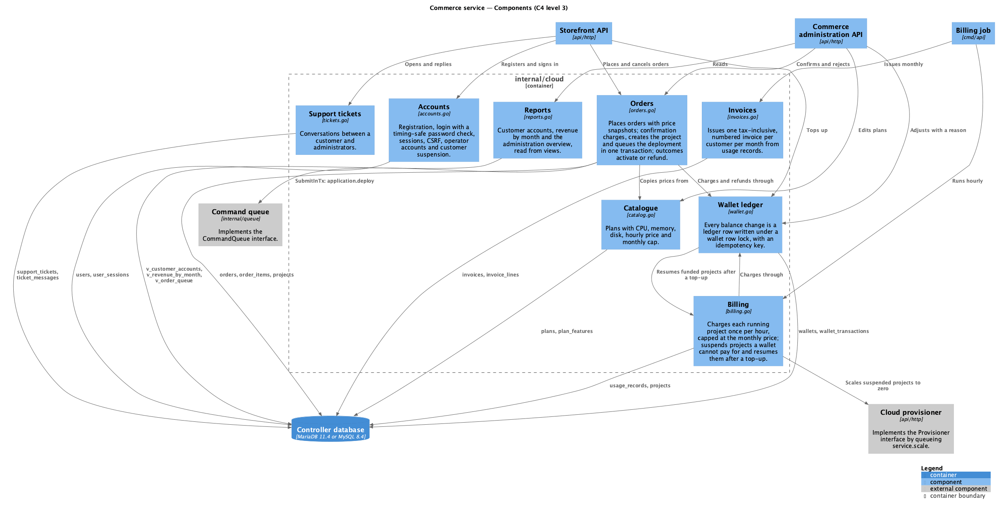 Commerce service — Components (C4 level 3)
Storefront API
[api/http]
Commerce
administration API
[api/http]
Billing job
[cmd/api]
Opens and replies
Registers and signs in
Places and cancels orders
Reads
Confirms and rejects
Issues monthly
internal/cloud
[container]
Support tickets
[tickets.go]
Conversations between a
customer and
administrators.
Accounts
[accounts.go]
Registration, login with a
timing-safe password check,
sessions, CSRF, operator
accounts and customer
suspension.
Reports
[reports.go]
Customer accounts, revenue
by month and the
administration overview,
read from views.
Orders
[orders.go]
Places orders with price
snapshots; confirmation
charges, creates the project
and queues the deployment
in one transaction; outcomes
activate or refund.
Invoices
[invoices.go]
Issues one tax-inclusive,
numbered invoice per
customer per month from
usage records.
Tops up
Edits plans
Adjusts with a reason
SubmitInTx: application.deploy
Copies prices from
Charges and refunds through
Runs hourly
Command queue
[internal/queue]
Implements the
CommandQueue interface.
Catalogue
[catalog.go]
Plans with CPU, memory,
disk, hourly price and
monthly cap.
Wallet ledger
[wallet.go]
Every balance change is a
ledger row written under a
wallet row lock, with an
idempotency key.
support_tickets,
ticket_messages
users, user_sessions
v_customer_accounts,
v_revenue_by_month,
v_order_queue
orders, order_items, projects
invoices, invoice_lines
Resumes funded projects after
a top-up
Charges through
Billing
[billing.go]
Charges each running
project once per hour,
capped at the monthly price;
suspends projects a wallet
cannot pay for and resumes
them after a top-up.
plans, plan_features
wallets, wallet_transactions
usage_records, projects
Scales suspended projects to
zero
Controller database
[MariaDB 11.4 or MySQL 8.4]
Cloud provisioner
[api/http]
Implements the Provisioner
interface by queueing
service.scale.
Legend
container
component
external component
container boundary